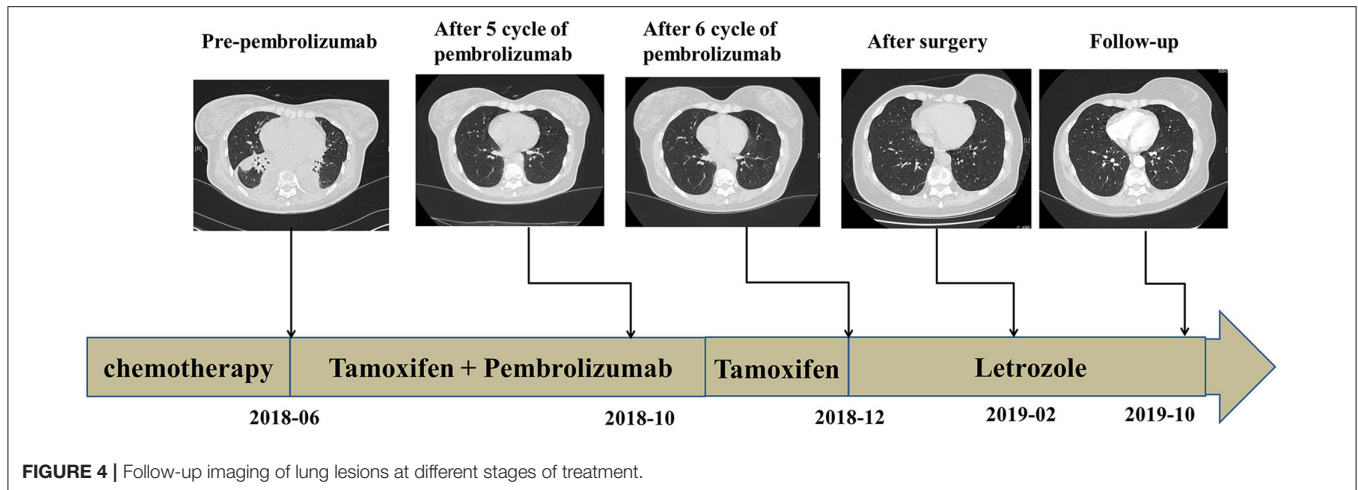 Pre-pembrolizumab
After 5 cycle of
pembrolizumab
After 6 cycle of
pembrolizumab
After surgery
Follow-up
[R]
[R]
[L]
[R]
chemotherapy
Tamoxifen + Pembrolizumab
Tamoxifen
Letrozole
2018-06
2018-10
2018-12
2019-02
2019-10
FIGURE 4 | Follow-up imaging of lung lesions at different stages of treatment.